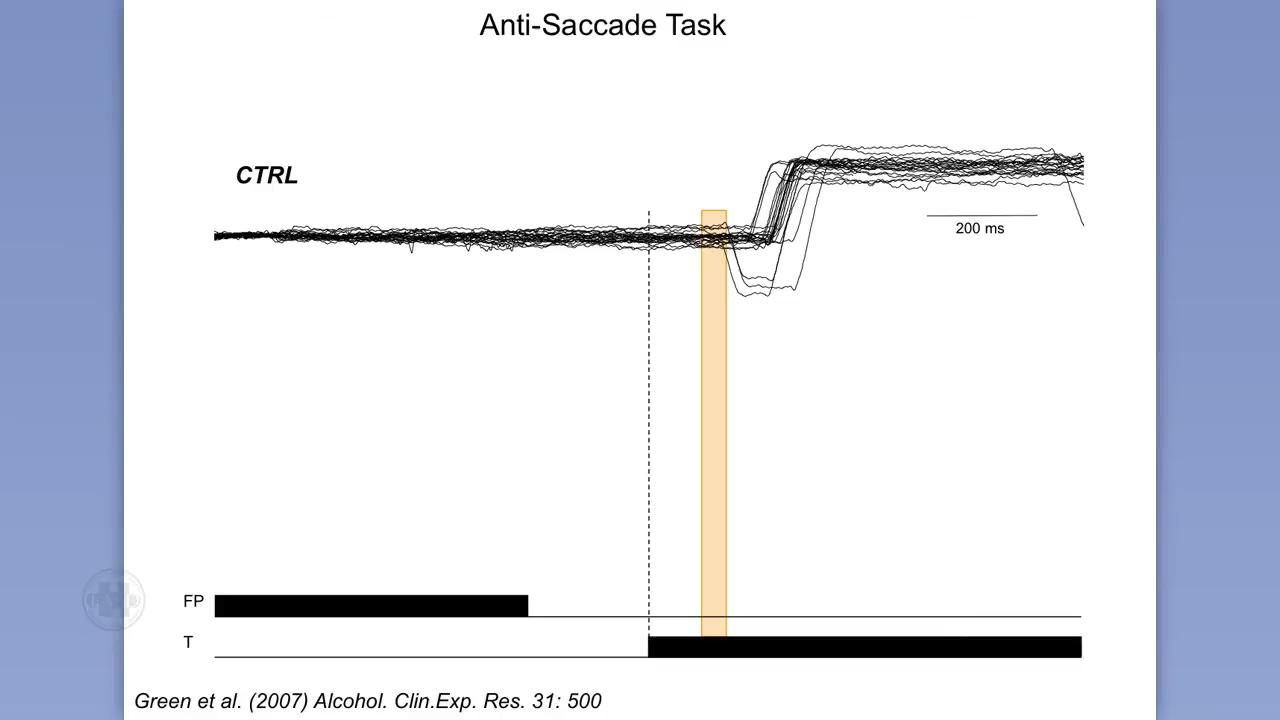 Anti-Saccade Task
CTRL
200 ms
FP
T
Green et al. (2007) Alcohol. Clin.Exp. Res. 31: 500